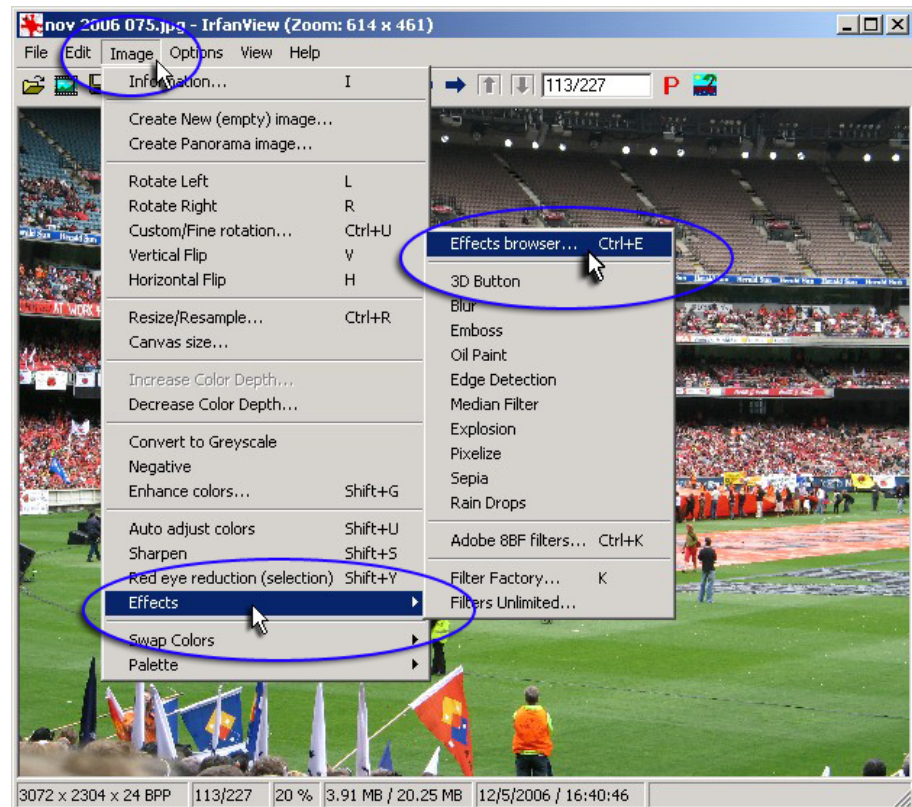 nov 2006 075.jpg - IrfanView (Zoom: 614 x 461)
File Edit Image Options View Help
113/227 P
Information... I
Create New (empty) image...
Create Panorama image...
Rotate Left L
Rotate Right R
Custom/Fine rotation... Ctrl+U
Vertical Flip V
Horizontal Flip H
Resize/Resample... Ctrl+R
Canvas size...
Increase Color Depth...
Decrease Color Depth...
Convert to Greyscale
Negative
Enhance colors... Shift+G
Auto adjust colors Shift+U
Sharpen Shift+S
Red eye reduction (selection) Shift+Y
Effects
Swap Colors
Palette
Effects browser... Ctrl+E
3D Button
Blur
Emboss
Oil Paint
Edge Detection
Median Filter
Explosion
Pixelize
Sepia
Rain Drops
Adobe 8BF filters... Ctrl+K
Filter Factory... K
Filters Unlimited...
Herald Sun
AT WORK
3072 x 2304 x 24 BPP 113/227 20 % 3.91 MB / 20.25 MB 12/5/2006 / 16:40:46